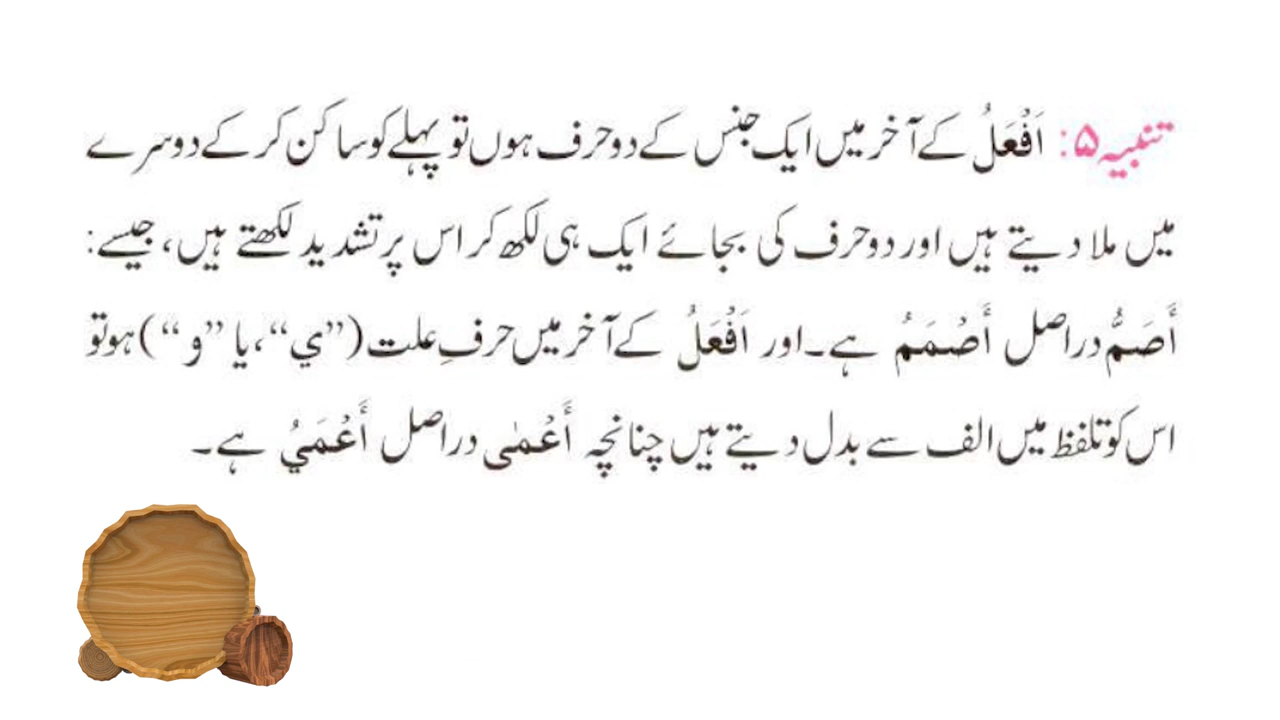 تنبیہ ۵: اَفْعَلُ کے آخر میں ایک جنس کے دو حرف ہوں تو پہلے کو ساکن کر کے دوسرے
میں ملا دیتے ہیں اور دو حرف کی بجائے ایک ہی لکھ کر اس پر تشدید لکھتے ہیں، جیسے:
أَصَمُّ دراصل أَصْمَمُ ہے۔ اور اَفْعَلُ کے آخر میں حرفِ علت (”ي“، یا ”و“) ہو تو
اس کو تلفظ میں الف سے بدل دیتے ہیں چنانچہ أَعْمٰی دراصل أَعْمَيُ ہے۔